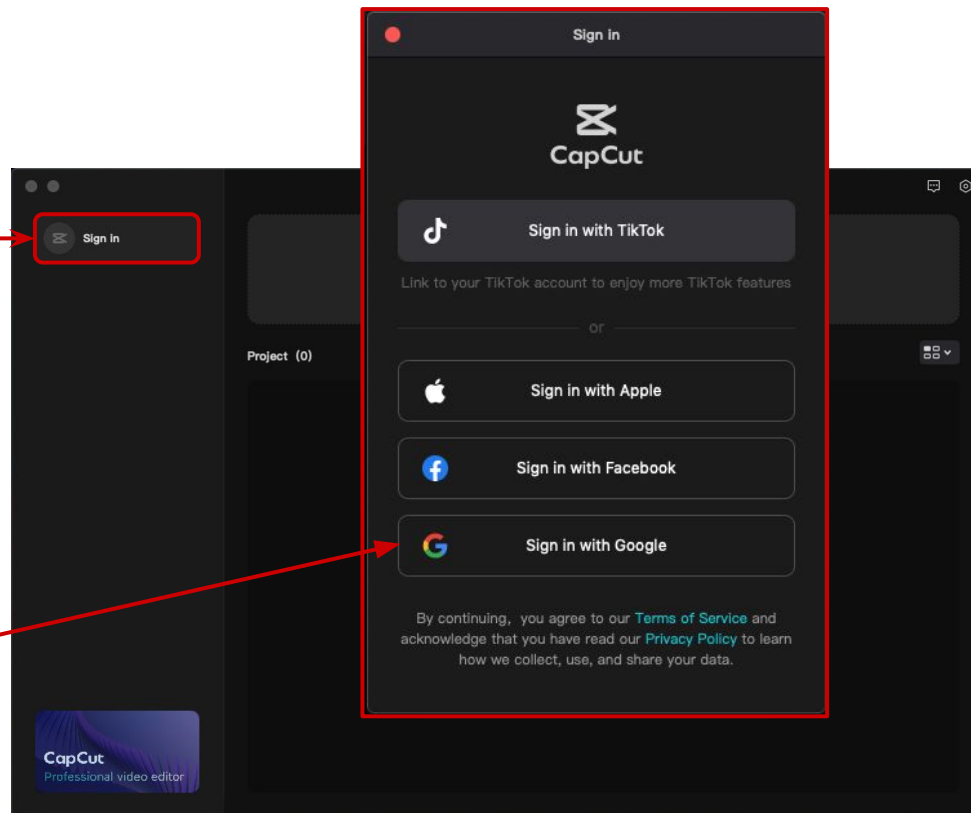 Sign in
CapCut
Sign in
Sign in with TikTok
Link to your TikTok account to enjoy more TikTok features
or
Project (0)
Sign in with Apple
Sign in with Facebook
Sign in with Google
By continuing, you agree to our Terms of Service and
acknowledge that you have read our Privacy Policy to learn
how we collect, use, and share your data.
CapCut
Professional video editor